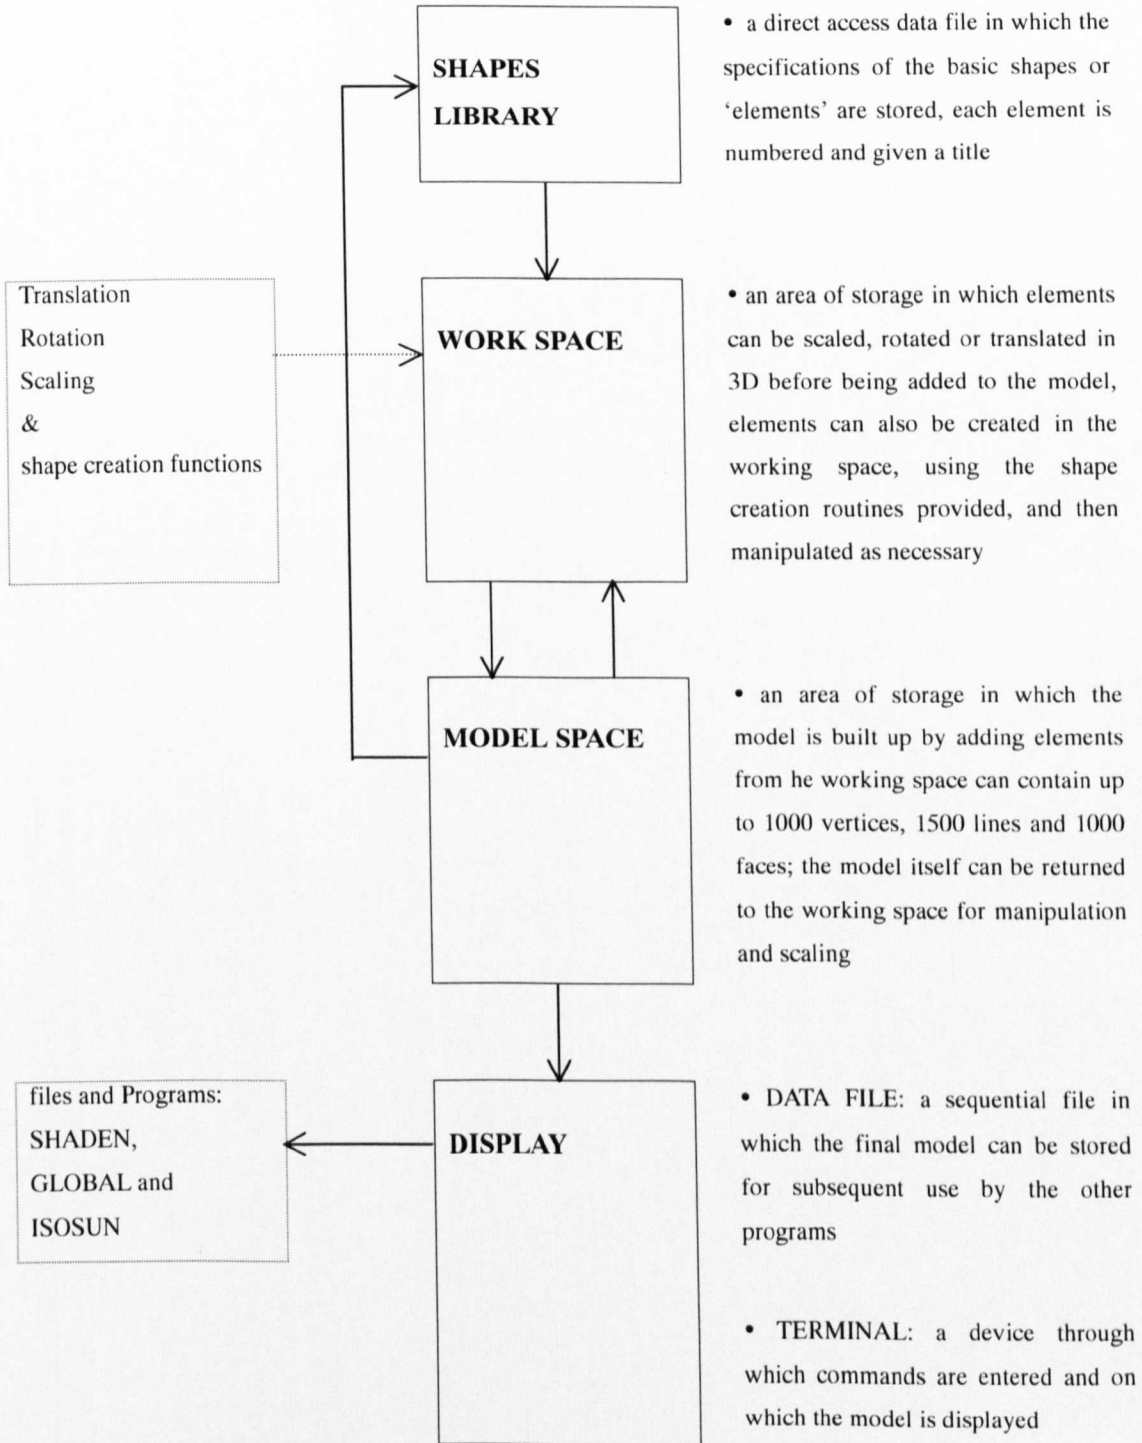 SHAPES
LIBRARY
• a direct access data file in which the
specifications of the basic shapes or
‘elements’ are stored, each element is
numbered and given a title
Translation
Rotation
Scaling
&
shape creation functions
WORK SPACE
• an area of storage in which elements
can be scaled, rotated or translated in
3D before being added to the model,
elements can also be created in the
working space, using the shape
creation routines provided, and then
manipulated as necessary
MODEL SPACE
• an area of storage in which the
model is built up by adding elements
from he working space can contain up
to 1000 vertices, 1500 lines and 1000
faces; the model itself can be returned
to the working space for manipulation
and scaling
files and Programs:
SHADEN,
GLOBAL and
ISOSUN
DISPLAY
• DATA FILE: a sequential file in
which the final model can be stored
for subsequent use by the other
programs
• TERMINAL: a device through
which commands are entered and on
which the model is displayed